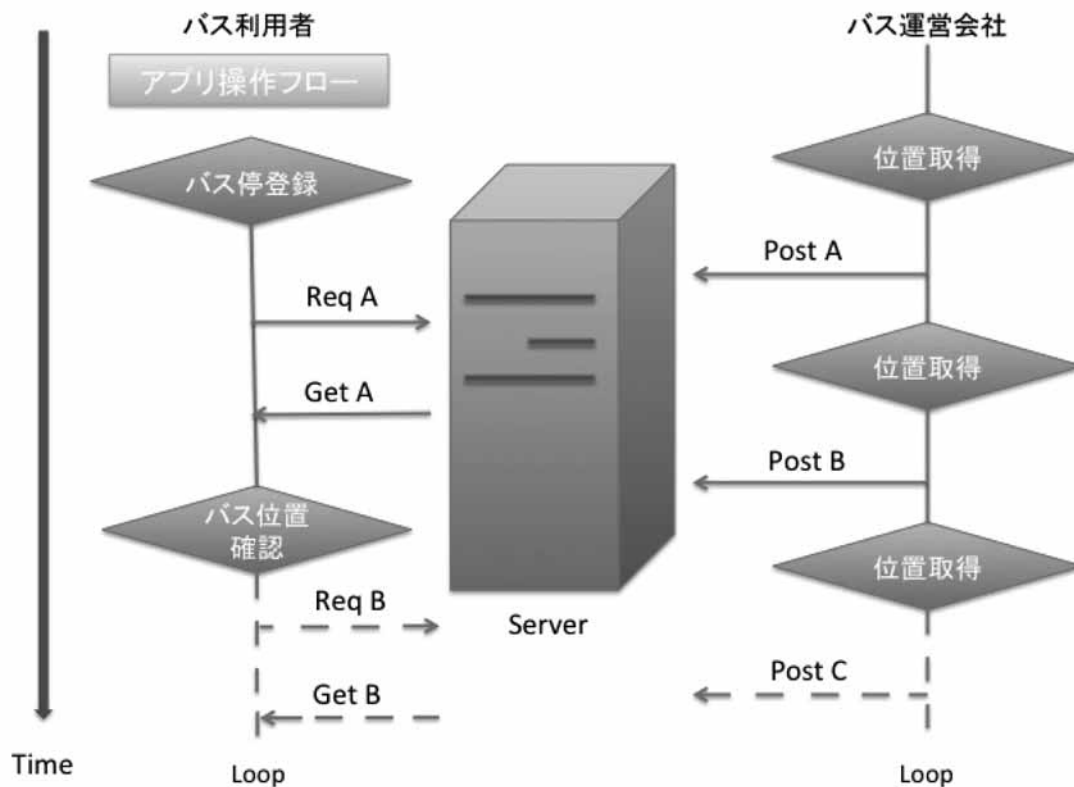 バス利用者
バス運営会社
アプリ操作フロー
位置取得
バス停登録
Post A
Req A
位置取得
Get A
Post B
バス位置
確認
位置取得
Req B
Server
Post C
Get B
Time
Loop
Loop